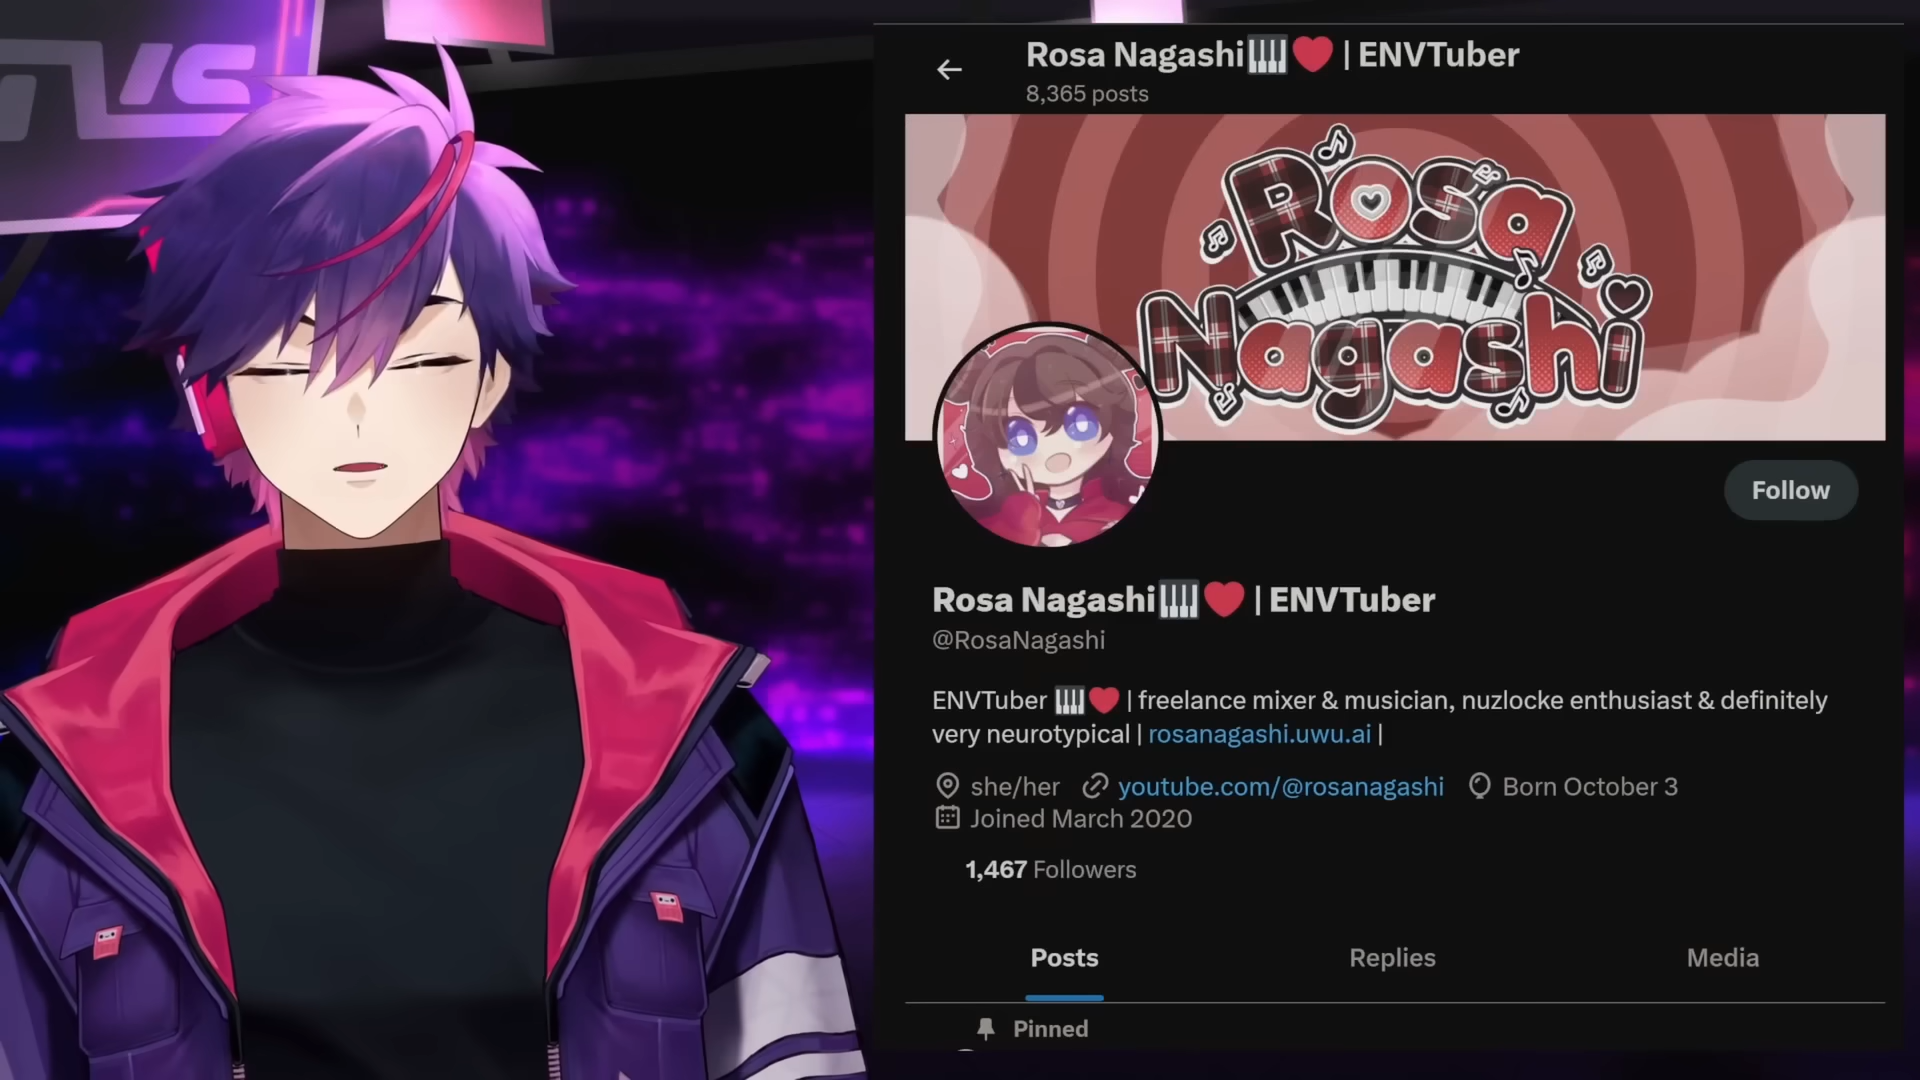 Rosa Nagashi🎹❤️ | ENVTuber
8,365 posts
Rosa
Nagashi
Follow
Rosa Nagashi🎹❤️ | ENVTuber
@RosaNagashi
ENVTuber 🎹❤️ | freelance mixer & musician, nuzlocke enthusiast & definitely
very neurotypical | rosanagashi.uwu.ai |
she/her youtube.com/@rosanagashi Born October 3
Joined March 2020
1,467 Followers
Posts Replies Media
Pinned